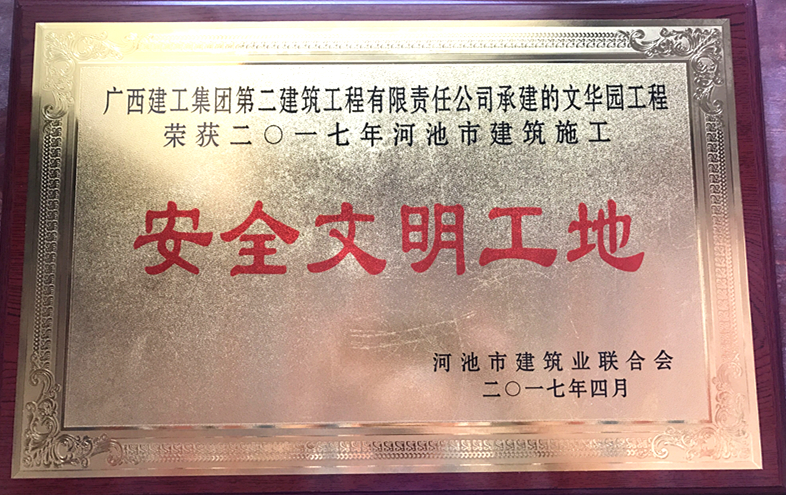 广西建工集团第二建筑工程有限责任公司承建的文华园工程
荣获二〇一七年河池市建筑施工
安全文明工地
河池市建筑业联合会
二〇一七年四月